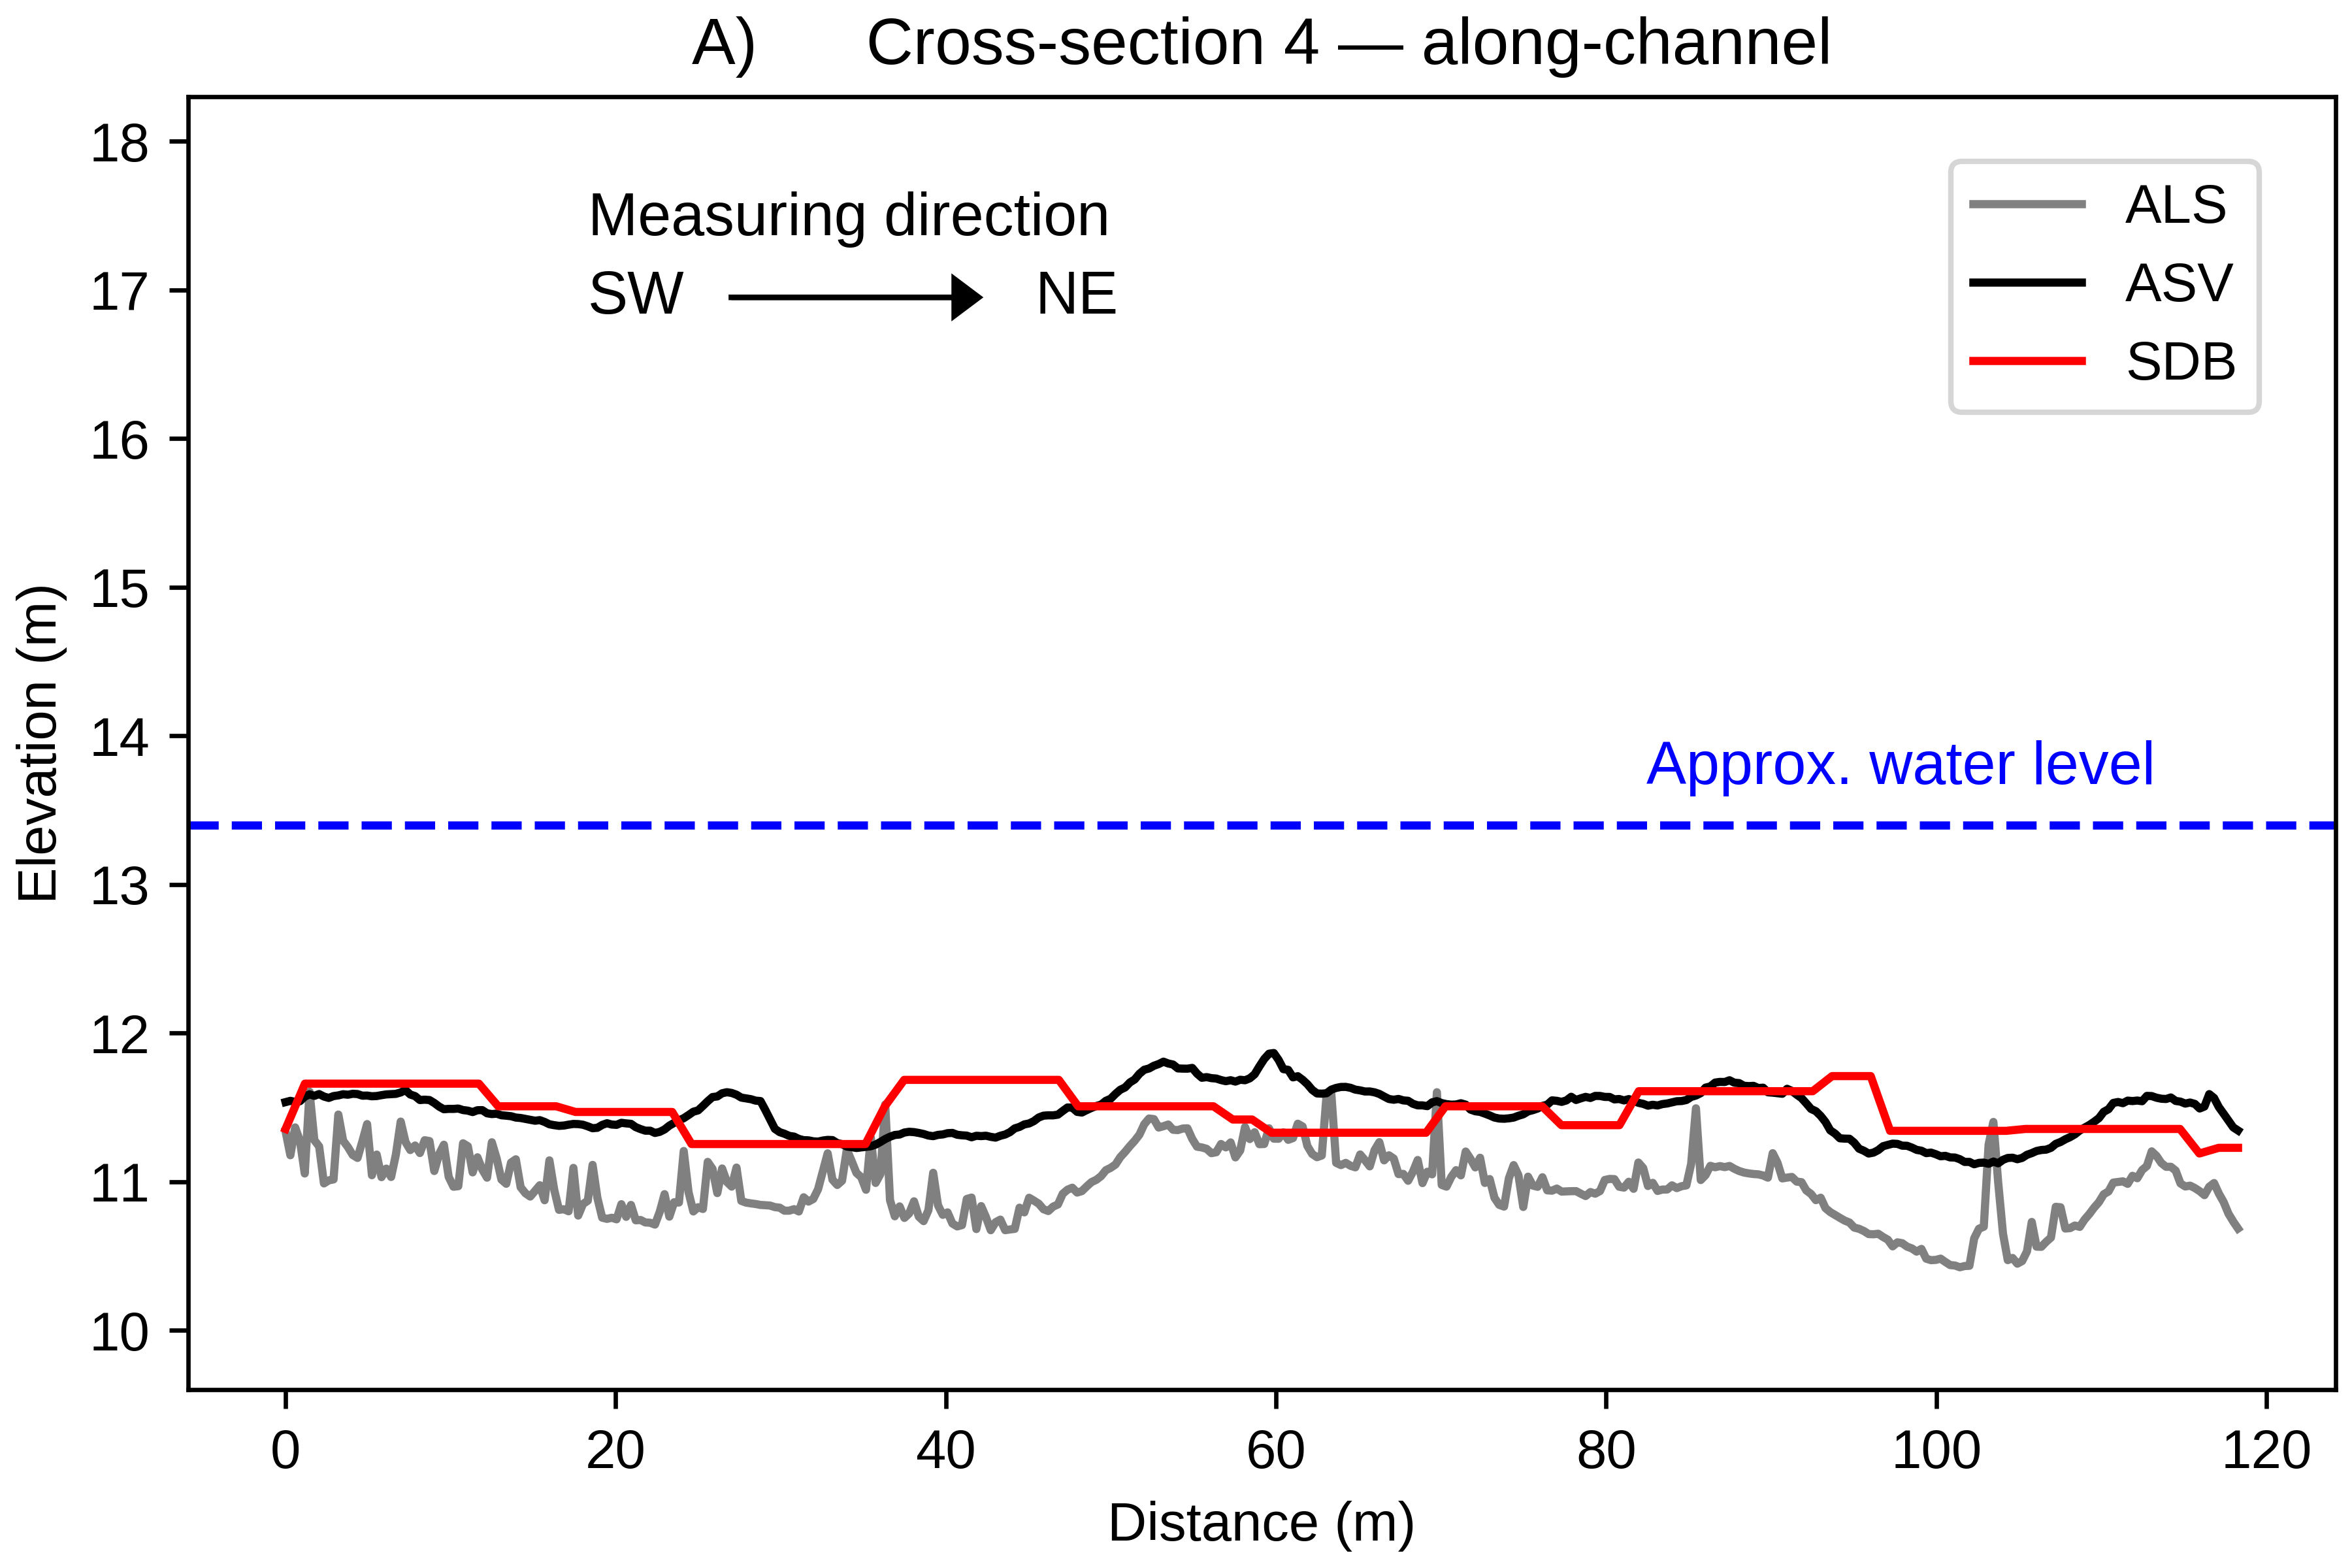 A) Cross-section 4 — along-channel
Measuring direction
SW NE
ALS
ASV
SDB
Approx. water level
Elevation (m)
18
17
16
15
14
13
12
11
10
0 20 40 60 80 100 120
Distance (m)